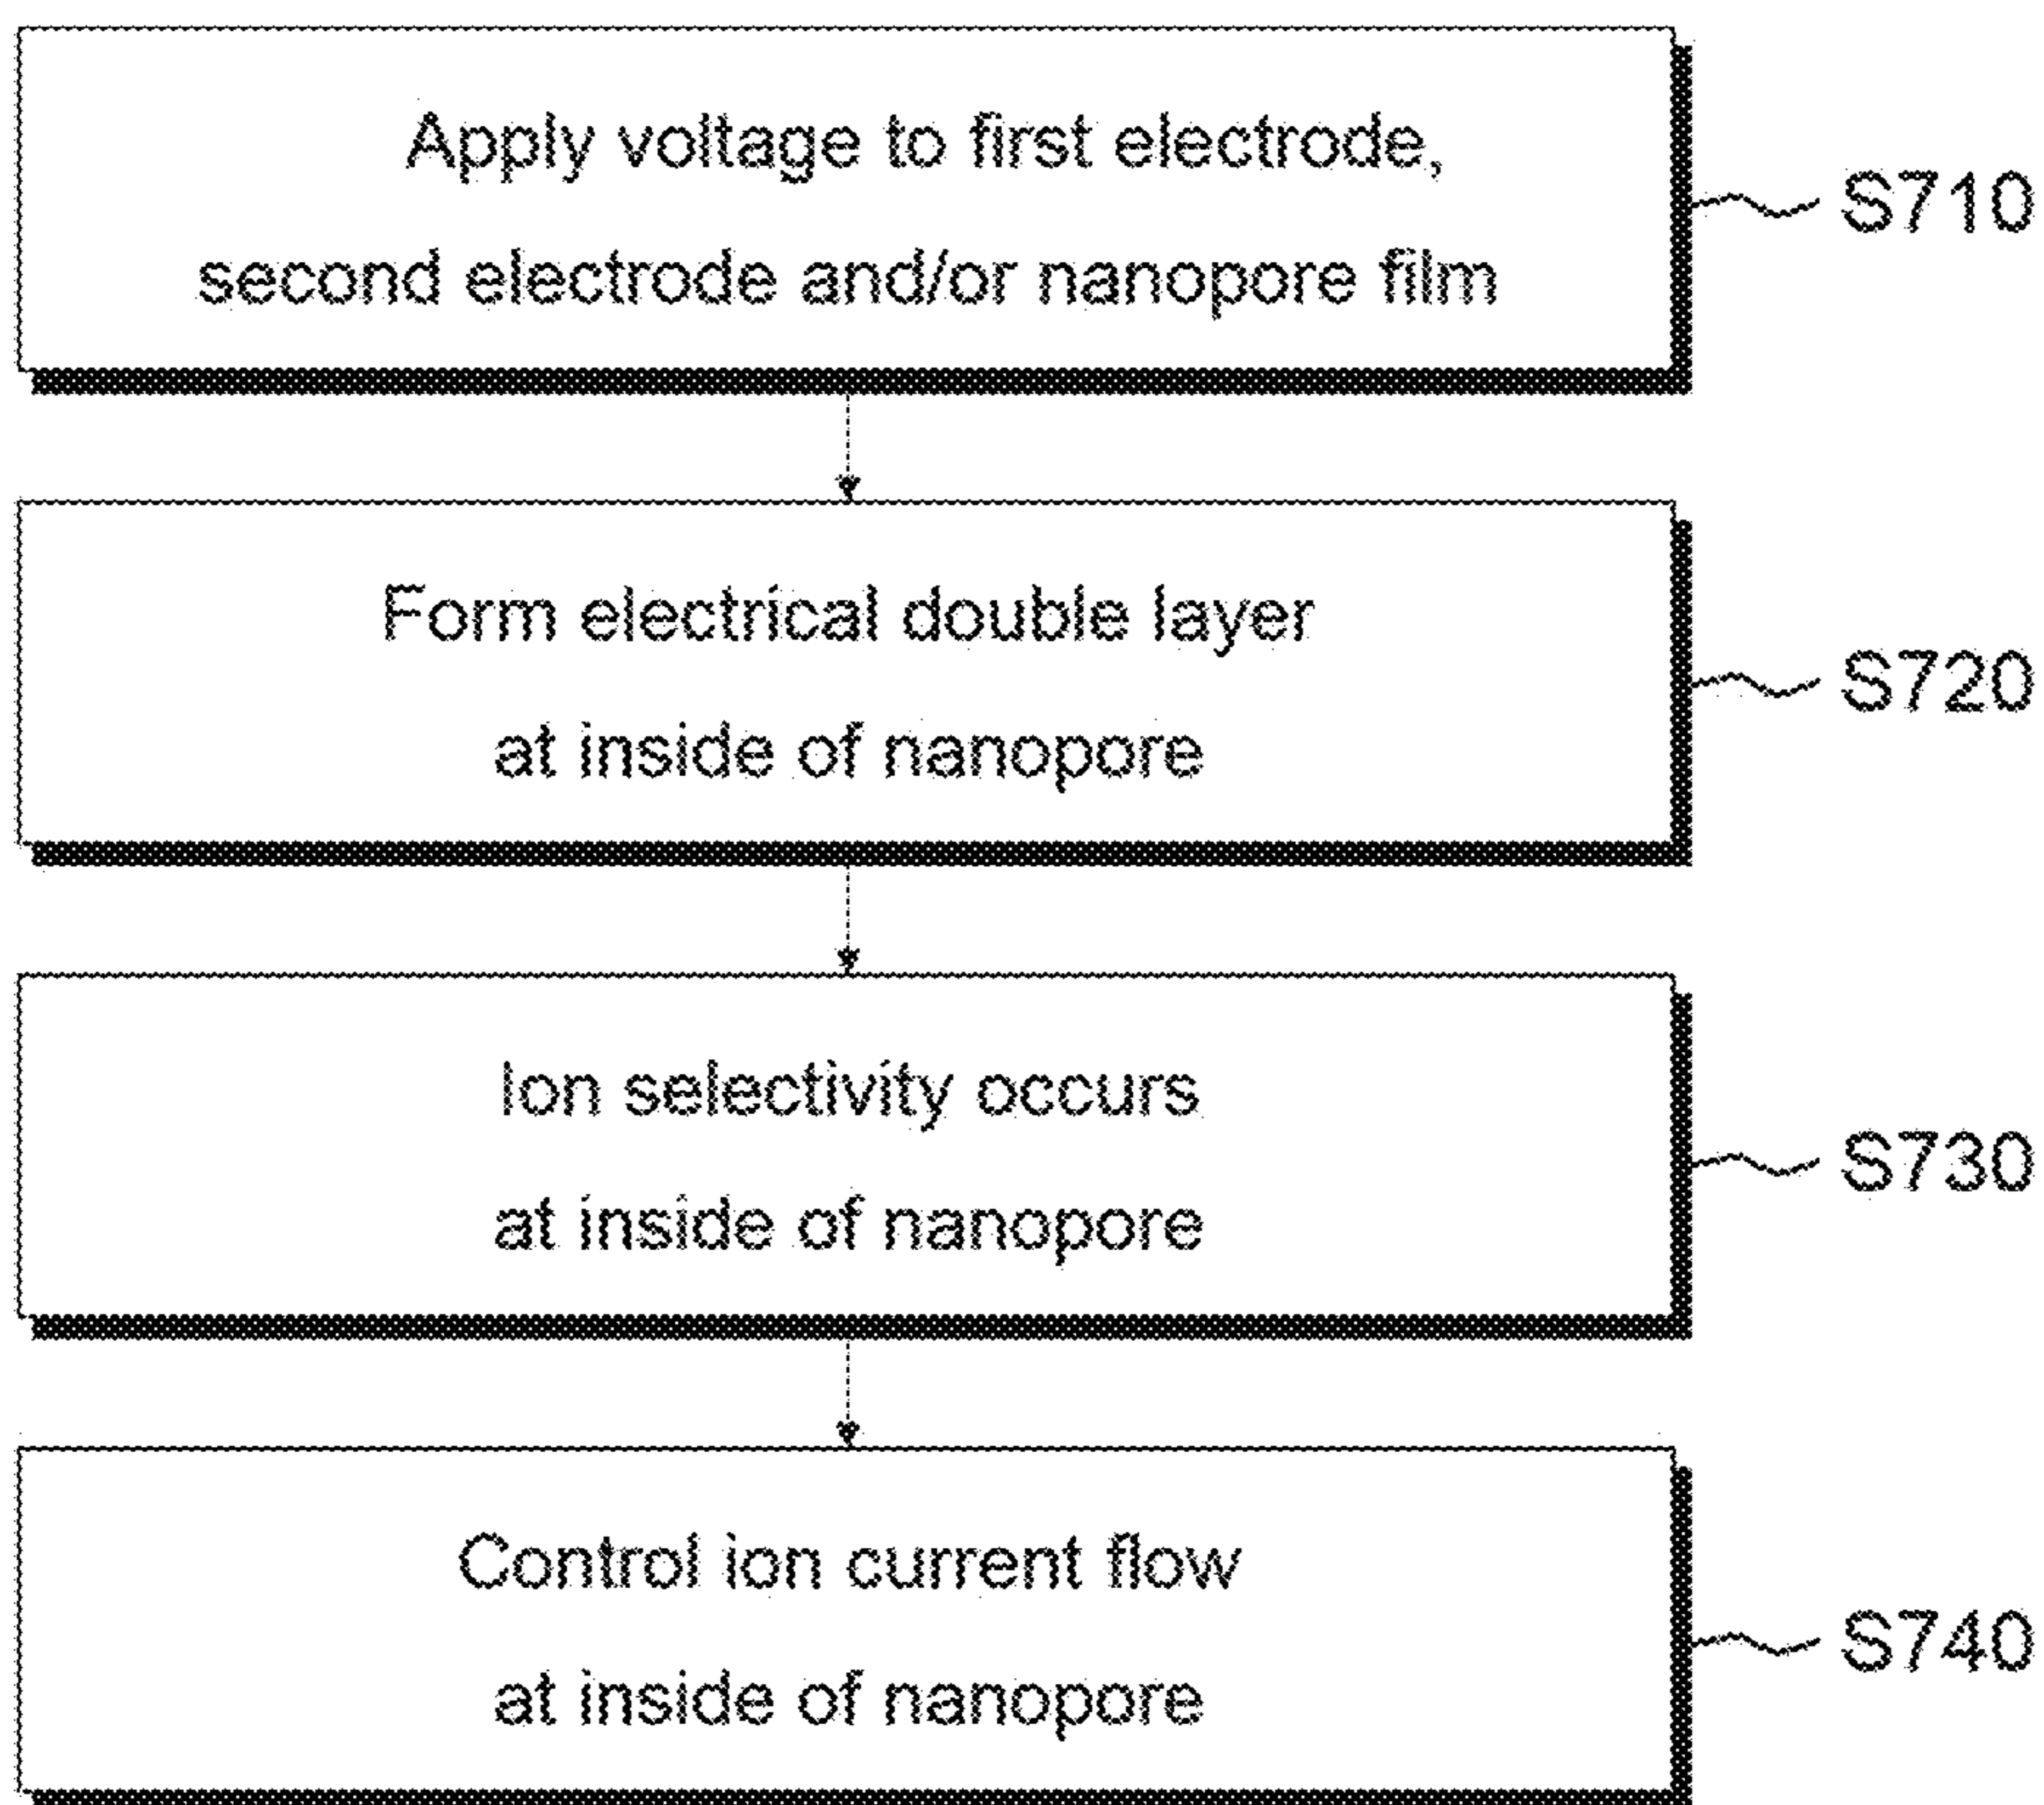 Apply voltage to first electrode,
second electrode and/or nanopore film
S710
Form electrical double layer
at inside of nanopore
S720
Ion selectivity occurs
at inside of nanopore
S730
Control ion current flow
at inside of nanopore
S740